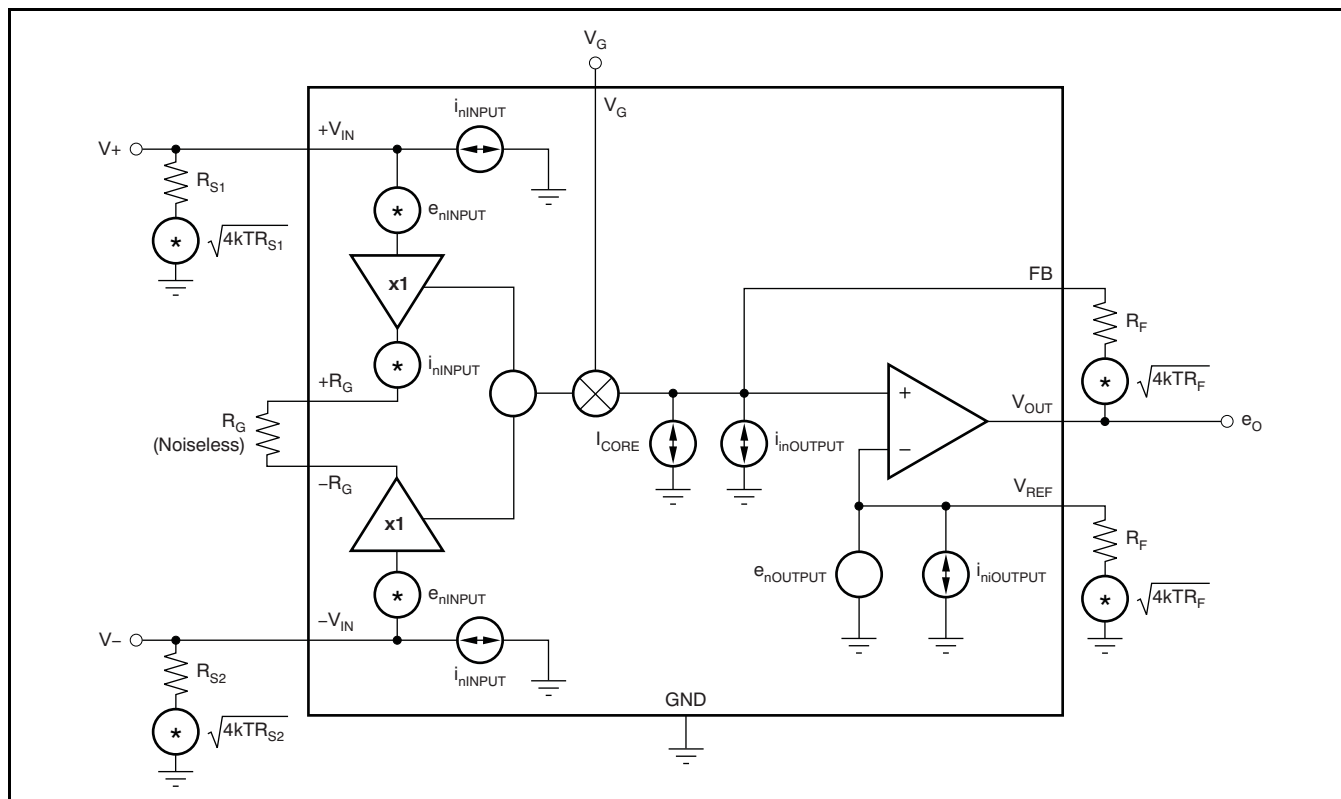 V_G
V_G
i_nINPUT
+V_IN
V+
R_S1
*
e_nINPUT
* √4kTR_S1
x1
FB
R_F
* i_nINPUT
+R_G
* √4kTR_F
R_G
(Noiseless)
+
V_OUT
e_O
I_CORE
i_inOUTPUT
−
−R_G
V_REF
x1
R_F
e_nOUTPUT
i_niOUTPUT
* e_nINPUT
* √4kTR_F
−V_IN
V−
R_S2
i_nINPUT
GND
* √4kTR_S2